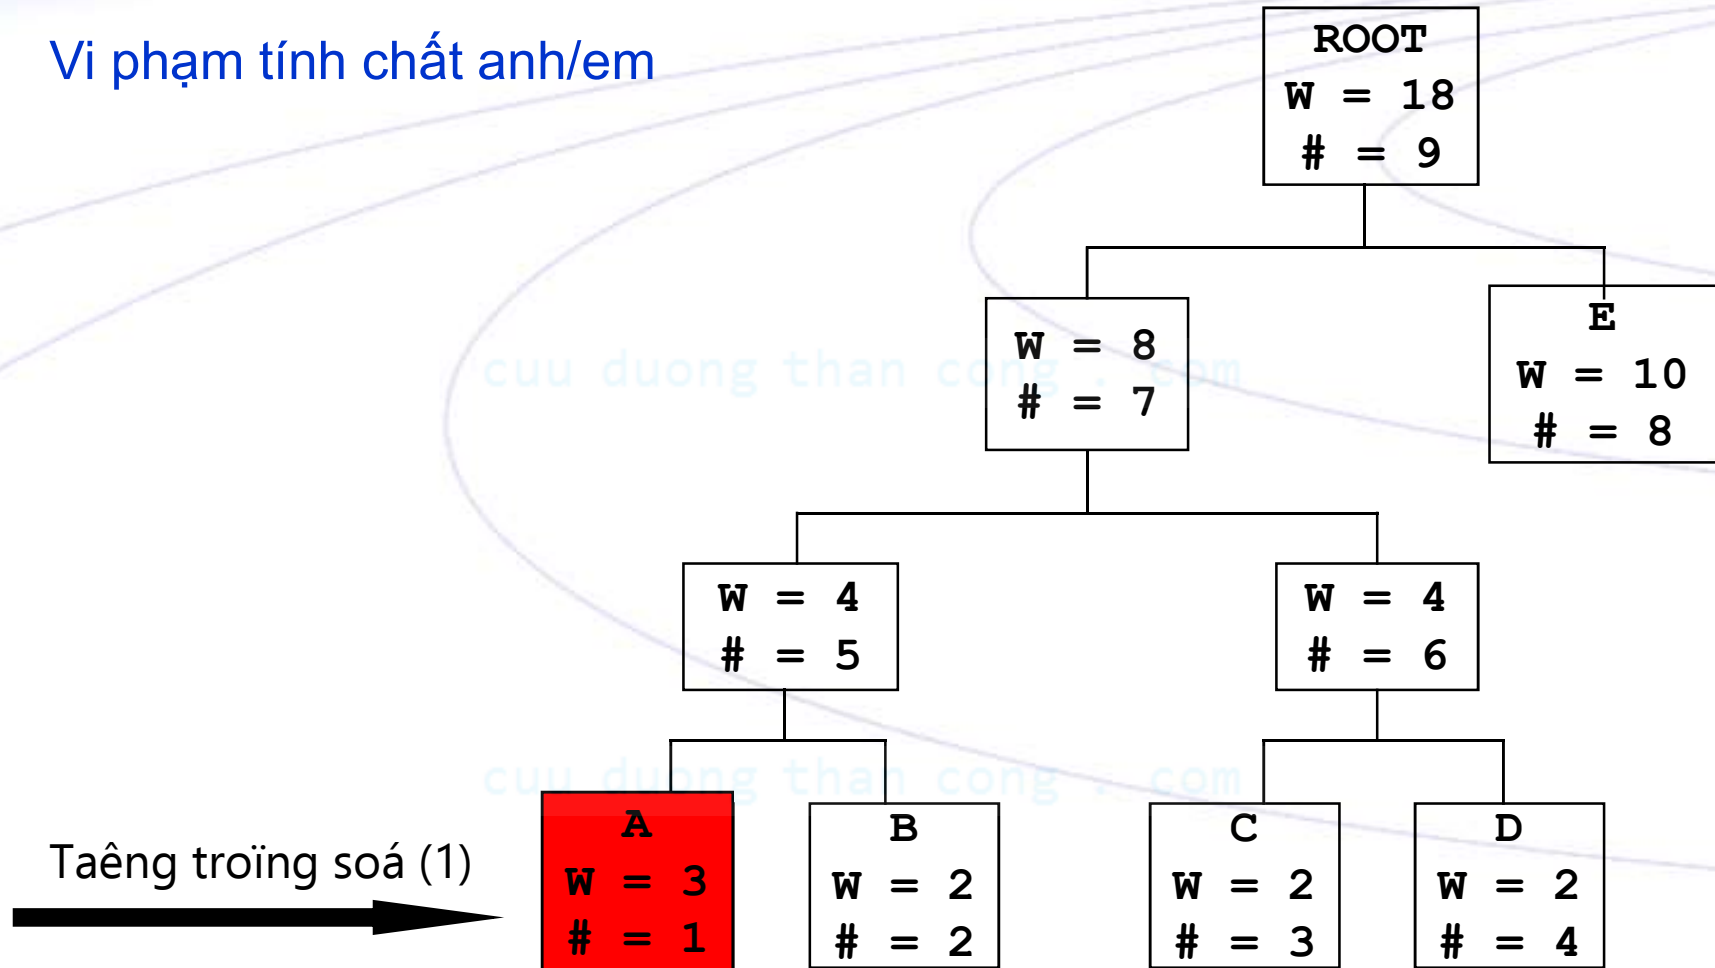 Vi phạm tính chất anh/em
ROOT
W = 18
# = 9
W = 8
# = 7
E
W = 10
# = 8
cuu duong than cong . com
W = 4
# = 5
W = 4
# = 6
cuu duong than cong . com
Taêng troïng soá (1)
A
W = 3
# = 1
B
W = 2
# = 2
C
W = 2
# = 3
D
W = 2
# = 4